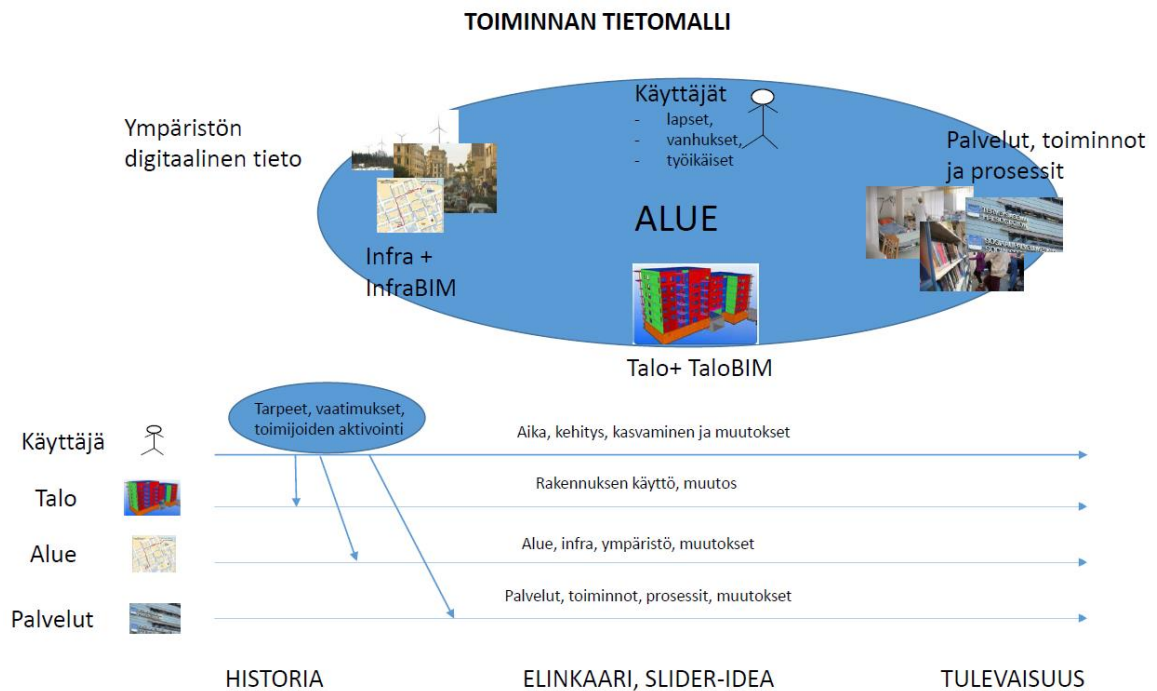 TOIMINNAN TIETOMALLI
Ympäristön
digitaalinen tieto
Käyttäjät
- lapset,
- vanhukset,
- työikäiset
Palvelut, toiminnot
ja prosessit
ALUE
Infra +
InfraBIM
Talo+ TaloBIM
Tarpeet, vaatimukset,
toimijoiden aktivointi
Käyttäjä
Aika, kehitys, kasvaminen ja muutokset
Talo
Rakennuksen käyttö, muutos
Alue
Alue, infra, ympäristö, muutokset
Palvelut
Palvelut, toiminnot, prosessit, muutokset
HISTORIA
ELINKAARI, SLIDER-IDEA
TULEVAISUUS